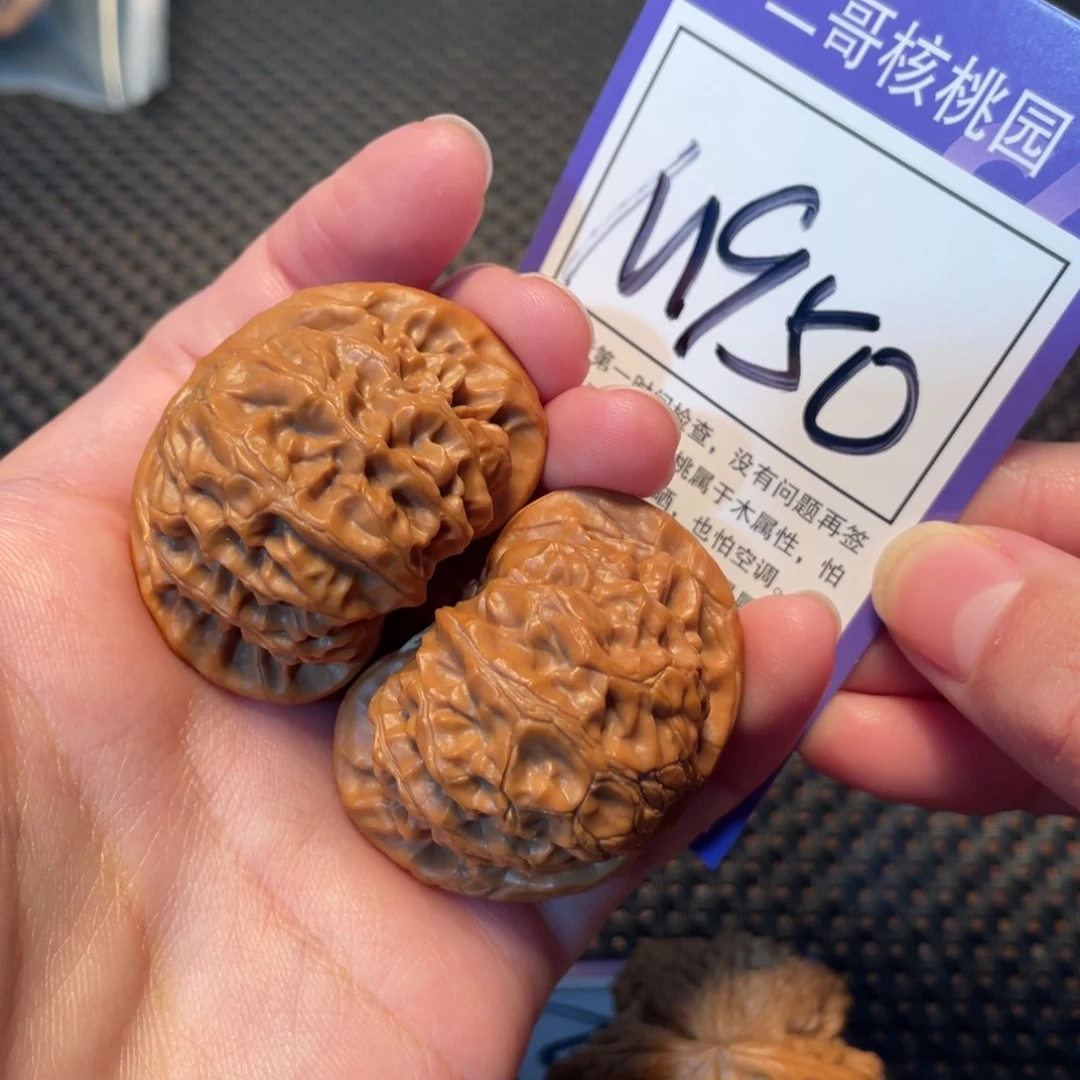 二哥核桃园
U950
第一时间检查，没有问题再签
桃属于木属性，怕
晒，也怕空调。